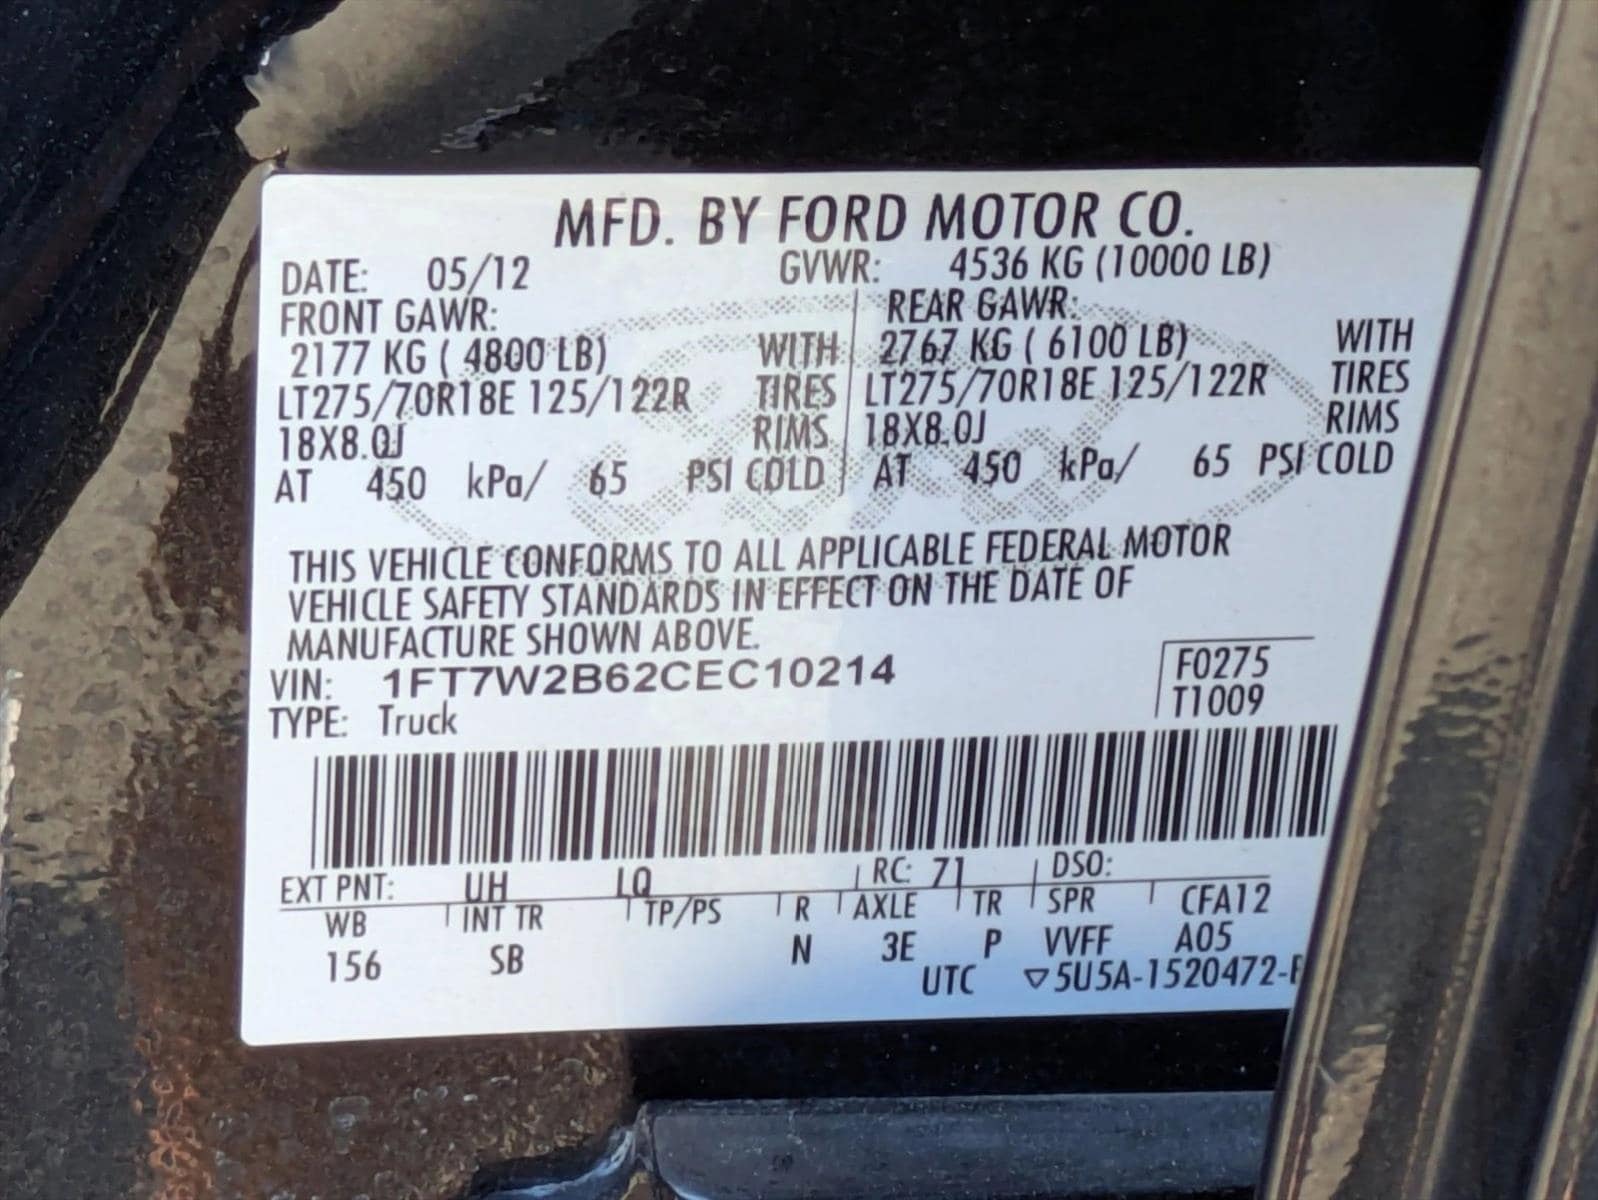 MFD. BY FORD MOTOR CO.
DATE: 05/12 GVWR: 4536 KG (10000 LB)
FRONT GAWR: REAR GAWR:
2177 KG ( 4800 LB) WITH 2767 KG ( 6100 LB) WITH
LT275/70R18E 125/122R TIRES LT275/70R18E 125/122R TIRES
18X8.0J RIMS 18X8.0J RIMS
AT 450 kPa/ 65 PSI COLD AT 450 kPa/ 65 PSI COLD
THIS VEHICLE CONFORMS TO ALL APPLICABLE FEDERAL MOTOR
VEHICLE SAFETY STANDARDS IN EFFECT ON THE DATE OF
MANUFACTURE SHOWN ABOVE.
VIN: 1FT7W2B62CEC10214 F0275
TYPE: Truck T1009
EXT PNT: UH LQ RC: 71 DSO:
WB INT TR TP/PS R AXLE TR SPR CFA12
156 SB N 3E P VVFF A05
UTC ▽5U5A-1520472-